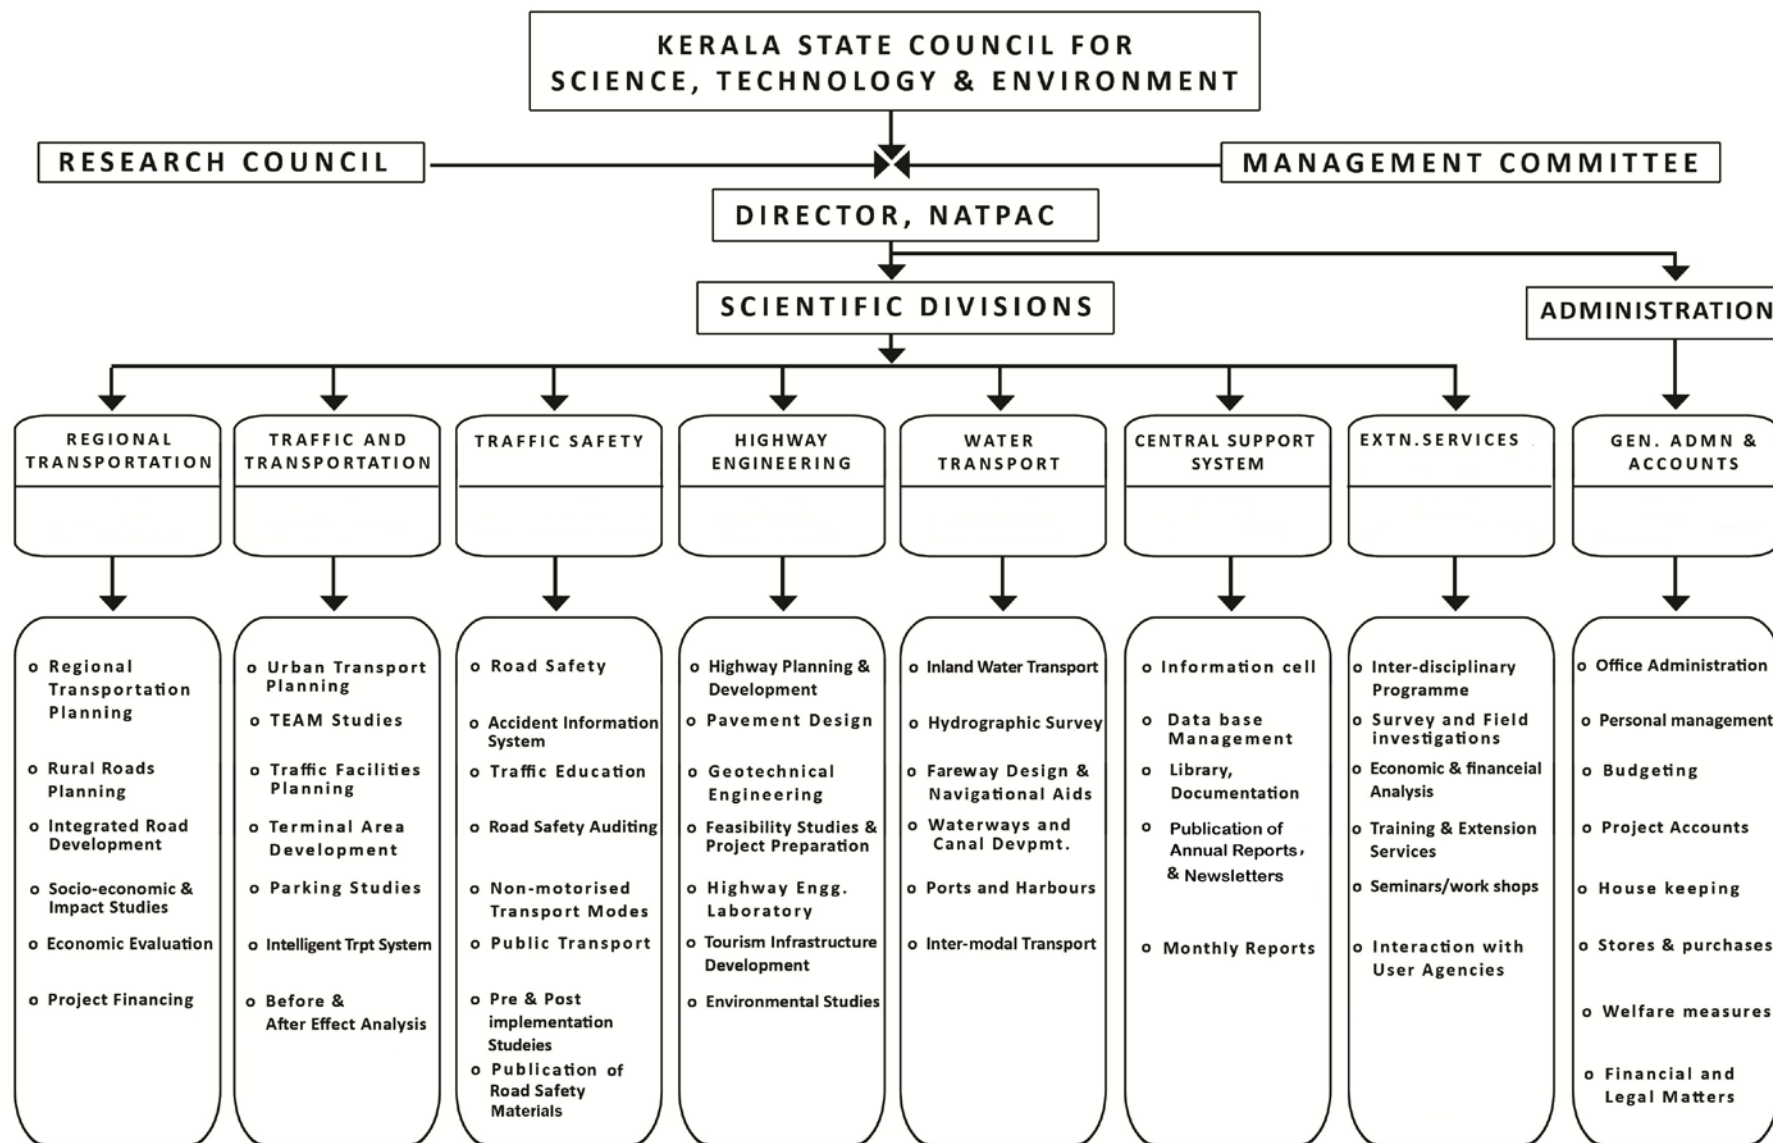 KERALA STATE COUNCIL FOR
SCIENCE, TECHNOLOGY & ENVIRONMENT
RESEARCH COUNCIL
MANAGEMENT COMMITTEE
DIRECTOR, NATPAC
SCIENTIFIC DIVISIONS
ADMINISTRATION
REGIONAL
TRANSPORTATION
TRAFFIC AND
TRANSPORTATION
TRAFFIC SAFETY
HIGHWAY
ENGINEERING
WATER
TRANSPORT
CENTRAL SUPPORT
SYSTEM
EXTN.SERVICES
GEN. ADMN &
ACCOUNTS
o Regional
Transportation
Planning
o Rural Roads
Planning
o Integrated Road
Development
o Socio-economic &
Impact Studies
o Economic Evaluation
o Project Financing
o Urban Transport
Planning
o TEAM Studies
o Traffic Facilities
Planning
o Terminal Area
Development
o Parking Studies
o Intelligent Trpt System
o Before &
After Effect Analysis
o Road Safety
o Accident Information
System
o Traffic Education
o Road Safety Auditing
o Non-motorised
Transport Modes
o Public Transport
o Pre & Post
implementation
Studeies
o Publication of
Road Safety
Materials
o Highway Planning &
Development
o Pavement Design
o Geotechnical
Engineering
o Feasibility Studies &
Project Preparation
o Highway Engg.
Laboratory
o Tourism Infrastructure
Development
o Environmental Studies
o Inland Water Transport
o Hydrographic Survey
o Fareway Design &
Navigational Aids
o Waterways and
Canal Devpmt.
o Ports and Harbours
o Inter-modal Transport
o Information cell
o Data base
Management
o Library,
Documentation
o Publication of
Annual Reports,
& Newsletters
o Monthly Reports
o Inter-disciplinary
Programme
o Survey and Field
investigations
o Economic & financeial
Analysis
o Training & Extension
Services
o Seminars/work shops
o Interaction with
User Agencies
o Office Administration
o Personal management
o Budgeting
o Project Accounts
o House keeping
o Stores & purchases
o Welfare measures
o Financial and
Legal Matters